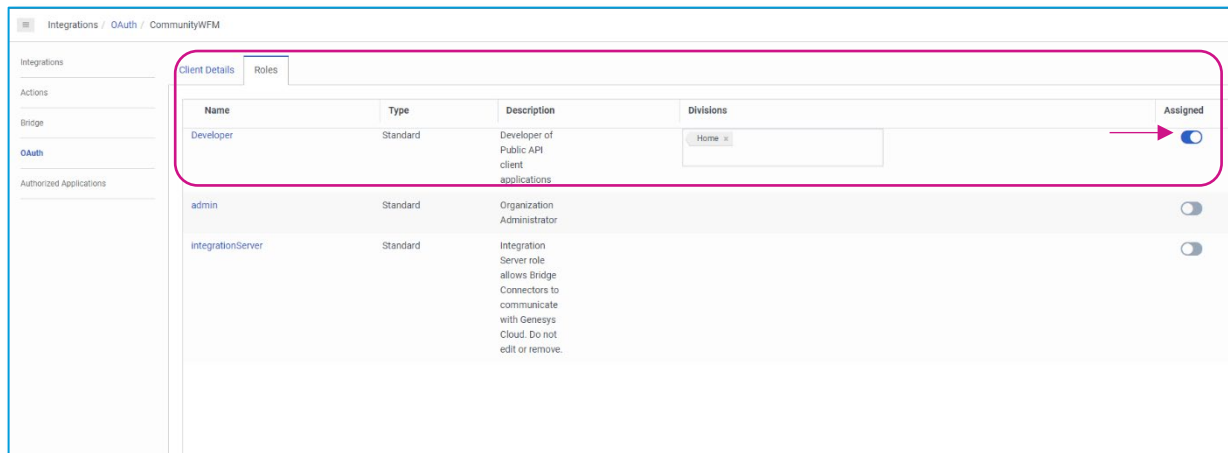 Integrations / OAuth / CommunityWFM
Integrations
Actions
Bridge
OAuth
Authorized Applications
Client Details Roles
Name Type Description Divisions Assigned
Developer Standard Developer of Home ×
Public API
client
applications
admin Standard Organization
Administrator
integrationServer Standard Integration
Server role
allows Bridge
Connectors to
communicate
with Genesys
Cloud. Do not
edit or remove.